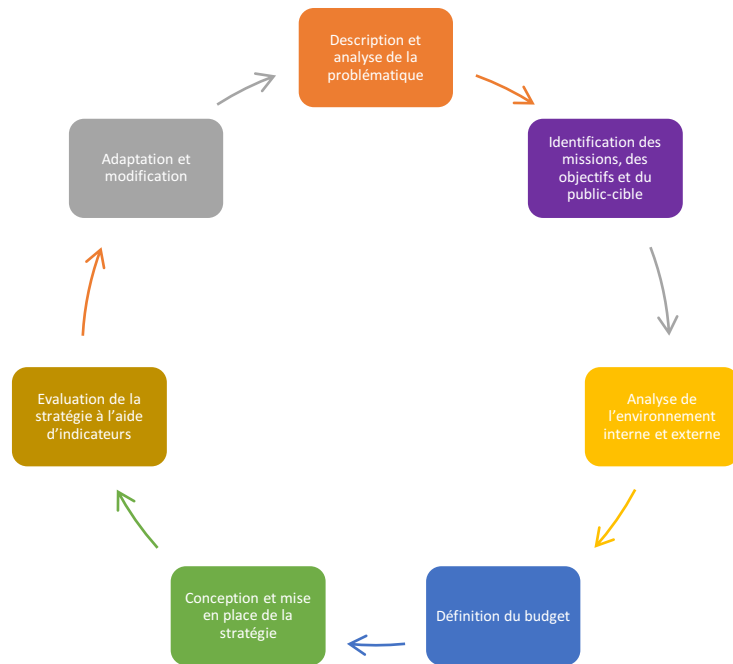 Description et
analyse de la
problématique
Identification des
missions, des
objectifs et du
public-cible
Analyse de
l’environnement
interne et externe
Définition du budget
Conception et mise
en place de la
stratégie
Evaluation de la
stratégie à l’aide
d’indicateurs
Adaptation et
modification